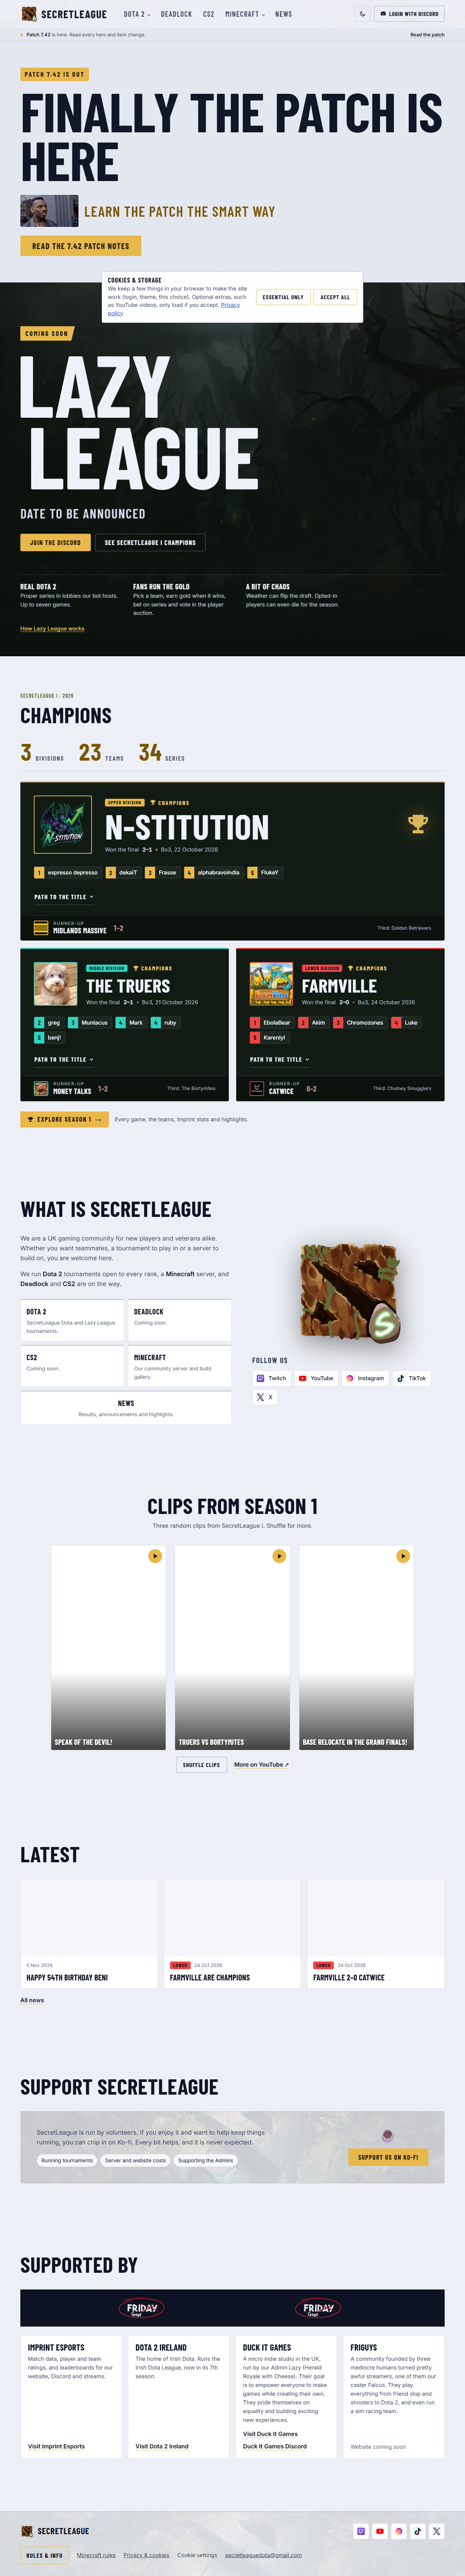 SECRETLEAGUE
DOTA 2
DEADLOCK
CS2
MINECRAFT
NEWS
LOGIN WITH DISCORD
Patch 7.42 is here. Read every hero and item change.
Read the patch
PATCH 7.42 IS OUT
FINALLY THE PATCH IS
HERE
LEARN THE PATCH THE SMART WAY
READ THE 7.42 PATCH NOTES
COOKIES & STORAGE
We keep a few things in your browser to make the site
work (login, theme, this choice). Optional extras, such
as YouTube videos, only load if you accept. Privacy
policy
ESSENTIAL ONLY
ACCEPT ALL
COMING SOON
LAZY
LEAGUE
DATE TO BE ANNOUNCED
JOIN THE DISCORD
SEE SECRETLEAGUE I CHAMPIONS
REAL DOTA 2
Proper series in lobbies our bot hosts.
Up to seven games.
FANS RUN THE GOLD
Pick a team, earn gold when it wins,
bet on series and vote in the player
auction.
A BIT OF CHAOS
Weather can flip the draft. Opted-in
players can even die for the season.
How Lazy League works
SECRETLEAGUE I · 2026
CHAMPIONS
3 DIVISIONS
23 TEAMS
34 SERIES
N-STITUTION
UPPER DIVISION
CHAMPIONS
N-STITUTION
Won the final 2–1 • Bo3, 22 October 2026
1 espresso depresso
2 dekaiT
3 Frasse
4 alphabravoindia
5 FlukeY
PATH TO THE TITLE
RUNNER-UP
MIDLANDS MASSIVE
1–2
Third: Golden Retrievers
MIDDLE DIVISION
CHAMPIONS
THE TRUERS
Won the final 2–1 • Bo3, 21 October 2026
2 greg
3 Muntacus
4 Mark
4 ruby
5 benj!
PATH TO THE TITLE
RUNNER-UP
MONEY TALKS
1–2
Third: The Bortymites
LOWER DIVISION
CHAMPIONS
FARMVILLE
Won the final 2–0 • Bo3, 24 October 2026
1 EbolaBear
2 Akim
3 Chromozones
4 Luke
5 Karenly!
PATH TO THE TITLE
RUNNER-UP
CATWICE
0–2
Third: Chutney Smugglers
EXPLORE SEASON 1
Every game, the teams, Imprint stats and highlights.
WHAT IS SECRETLEAGUE
We are a UK gaming community for new players and veterans alike.
Whether you want teammates, a tournament to play in or a server to
build on, you are welcome here.
We run Dota 2 tournaments open to every rank, a Minecraft server, and
Deadlock and CS2 are on the way.
DOTA 2
SecretLeague Dota and Lazy League
tournaments.
DEADLOCK
Coming soon.
CS2
Coming soon.
MINECRAFT
Our community server and build
gallery.
NEWS
Results, announcements and highlights.
S
FOLLOW US
Twitch
YouTube
Instagram
TikTok
X
CLIPS FROM SEASON 1
Three random clips from SecretLeague I. Shuffle for more.
SPEAK OF THE DEVIL!
TRUERS VS BORTYMITES
BASE RELOCATE IN THE GRAND FINALS!
SHUFFLE CLIPS
More on YouTube ↗
LATEST
5 Nov 2026
HAPPY 54TH BIRTHDAY BEN!
LOWER
24 Oct 2026
FARMVILLE ARE CHAMPIONS
LOWER
24 Oct 2026
FARMVILLE 2–0 CATWICE
All news
SUPPORT SECRETLEAGUE
SecretLeague is run by volunteers. If you enjoy it and want to help keep things
running, you can chip in on Ko-fi. Every bit helps, and it is never expected.
Running tournaments
Server and website costs
Supporting the Admins
SUPPORT US ON KO-FI
SUPPORTED BY
FRIDAY
Guys
FRIDAY
Guys
IMPRINT ESPORTS
Match data, player and team
ratings, and leaderboards for our
website, Discord and streams.
Visit Imprint Esports
DOTA 2 IRELAND
The home of Irish Dota. Runs the
Irish Dota League, now in its 7th
season.
Visit Dota 2 Ireland
DUCK IT GAMES
A micro indie studio in the UK,
run by our Admin Lazy (Herald
Royale with Cheese). Their goal
is to empower everyone to make
games while creating their own.
They pride themselves on
equality and building exciting
new experiences.
Visit Duck It Games
Duck It Games Discord
FRIGUYS
A community founded by three
mediocre humans turned pretty
awful streamers, one of them our
caster Falcus. They play
everything from friend slop and
shooters to Dota 2, and even run
a sim racing team.
Website coming soon
SECRETLEAGUE
RULES & INFO
Minecraft rules
Privacy & cookies
Cookie settings
secretleaguedota@gmail.com